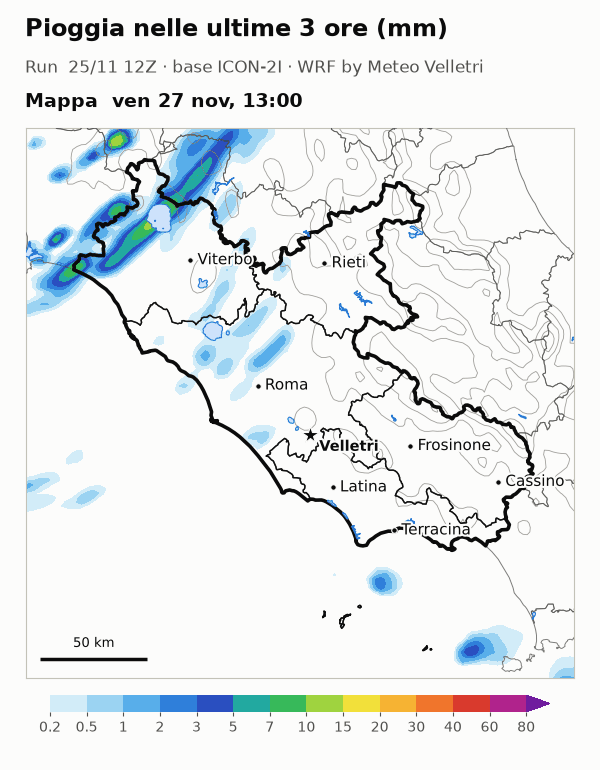 Pioggia nelle ultime 3 ore (mm)
Run  25/11 12Z · base ICON-2I · WRF by Meteo Velletri
Mappa  ven 27 nov, 13:00
Viterbo
Rieti
Roma
Velletri
Frosinone
Cassino
Latina
Terracina
50 km
0.2 0.5 1 2 3 5 7 10 15 20 30 40 60 80